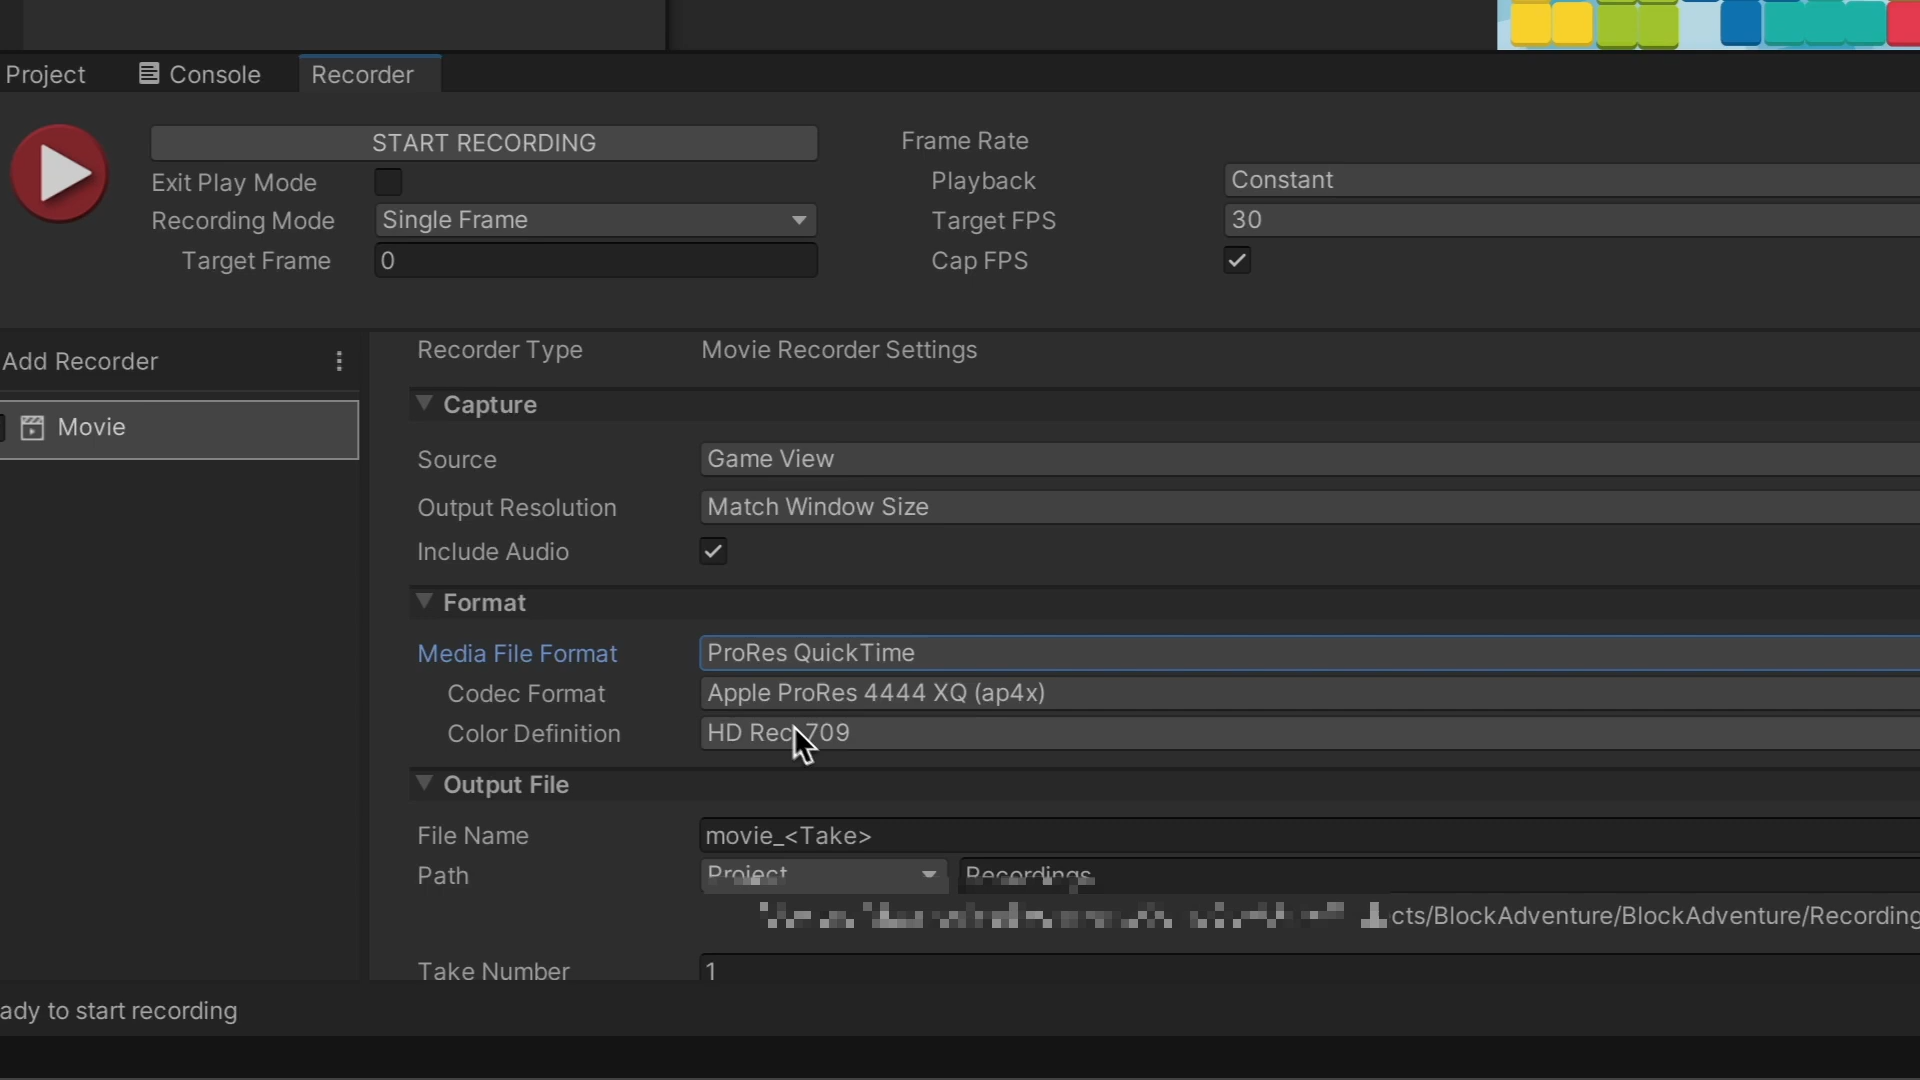 Project Console Recorder
START RECORDING
Exit Play Mode
Recording Mode Single Frame
Target Frame 0
Frame Rate
Playback Constant
Target FPS 30
Cap FPS
Add Recorder
Movie
Recorder Type Movie Recorder Settings
Capture
Source Game View
Output Resolution Match Window Size
Include Audio
Format
Media File Format ProRes QuickTime
Codec Format Apple ProRes 4444 XQ (ap4x)
Color Definition HD Rec. 709
Output File
File Name movie_<Take>
Path Project Recordings
cts/BlockAdventure/BlockAdventure/Recording
Take Number 1
ady to start recording